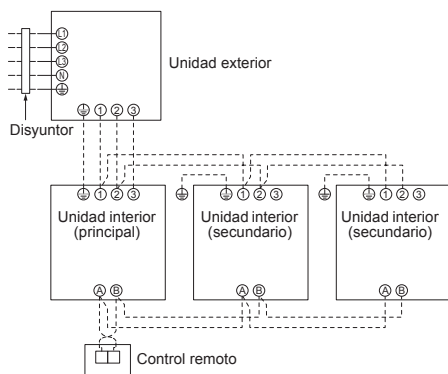 L1
L2
L3
N
Unidad exterior
1 2 3
Disyuntor
1 2 3
1 2 3
1 2 3
Unidad interior
(principal)
Unidad interior
(secundario)
Unidad interior
(secundario)
A B
A B
A B
Control remoto